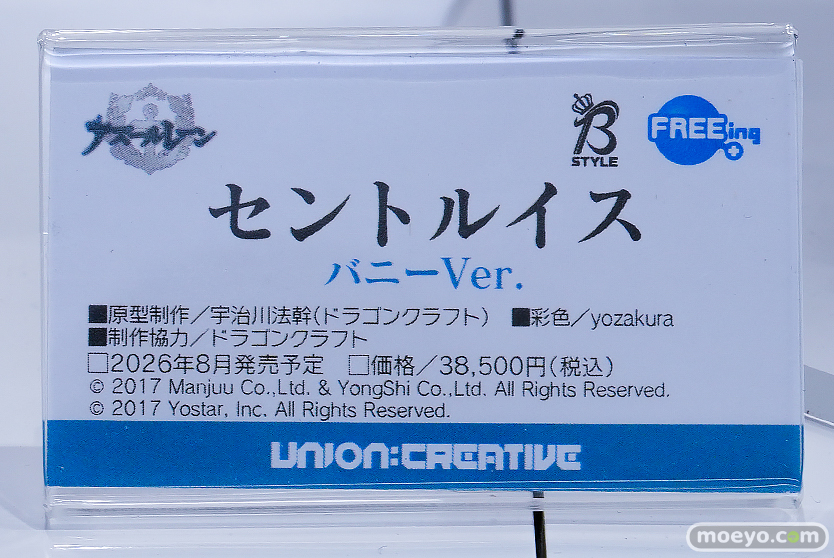 アズールレーン
B STYLE
FREEing
セントルイス
バニーVer.
■原型制作／宇治川法幹(ドラゴンクラフト) ■彩色／yozakura
■制作協力／ドラゴンクラフト
□2026年8月発売予定 □価格／38,500円(税込)
© 2017 Manjuu Co.,Ltd. & YongShi Co.,Ltd. All Rights Reserved.
© 2017 Yostar, Inc. All Rights Reserved.
UNION:CREATIVE
moeyo.com